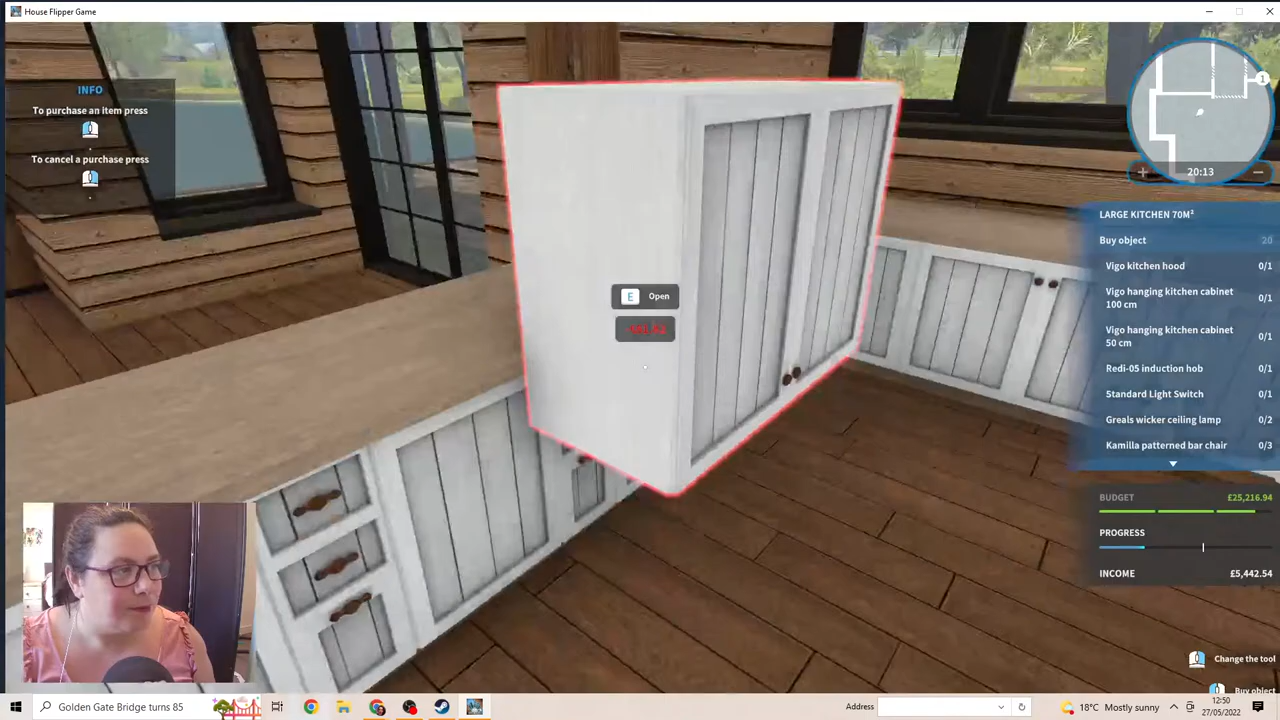 House Flipper Game
INFO
To purchase an item press
To cancel a purchase press
E Open
1
20:13
LARGE KITCHEN 70M²
Buy object 20
Vigo kitchen hood 0/1
Vigo hanging kitchen cabinet 100 cm 0/1
Vigo hanging kitchen cabinet 50 cm 0/1
Redi-05 induction hob 0/1
Standard Light Switch 0/1
Greals wicker ceiling lamp 0/2
Kamilla patterned bar chair 0/3
BUDGET £25,216.94
PROGRESS
INCOME £5,442.54
Change the tool
Buy object
Golden Gate Bridge turns 85
Address
18°C Mostly sunny
12:50
27/05/2022